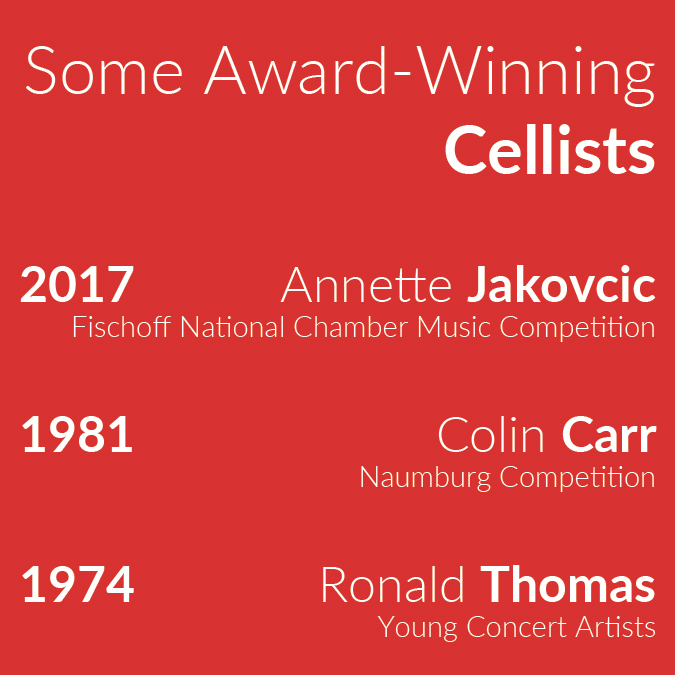 Some Award-Winning
Cellists
2017 Annette Jakovcic
Fischoff National Chamber Music Competition
1981 Colin Carr
Naumburg Competition
1974 Ronald Thomas
Young Concert Artists